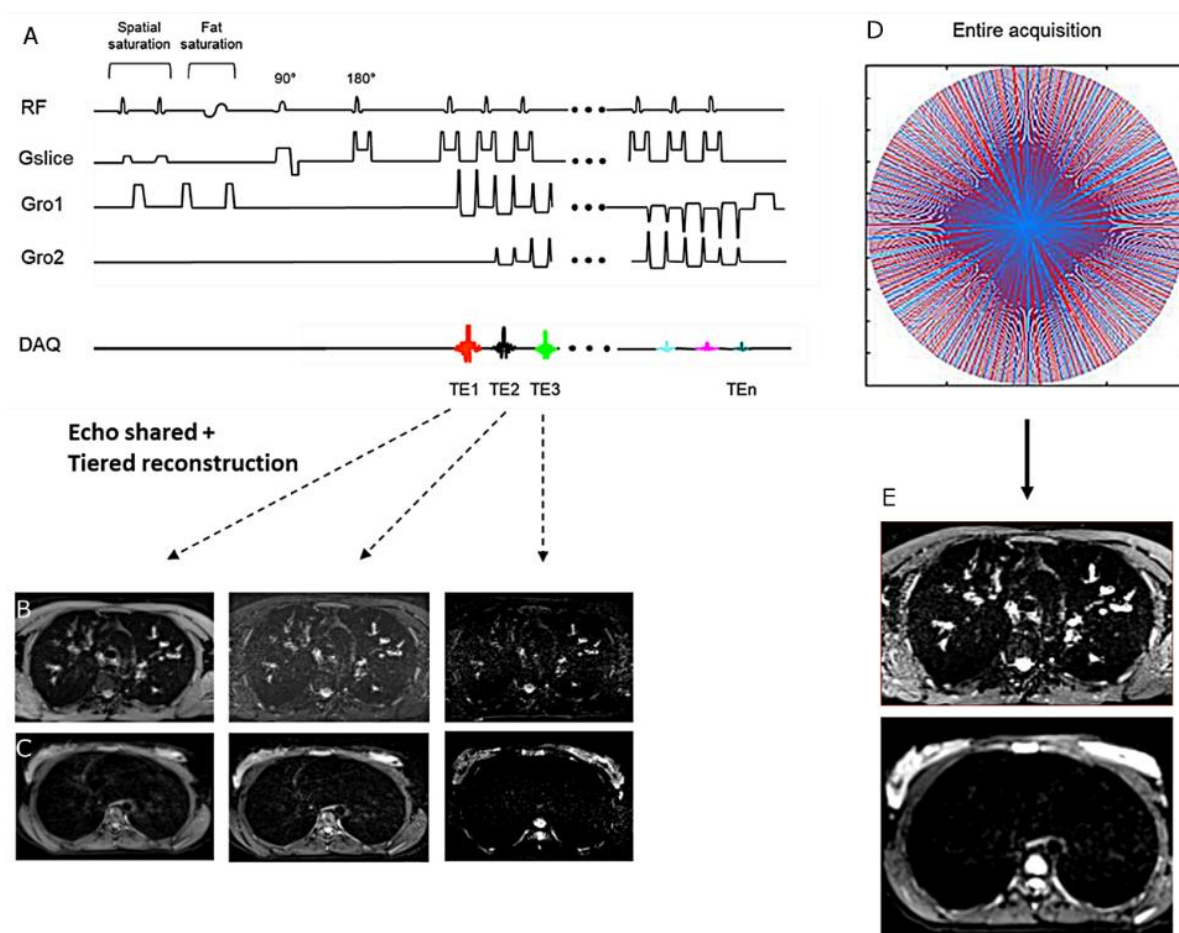 A
Spatial
saturation
Fat
saturation
90°
180°
RF
Gslice
Gro1
Gro2
DAQ
TE1 TE2 TE3 TEn
Echo shared +
Tiered reconstruction
B
C
D
Entire acquisition
E